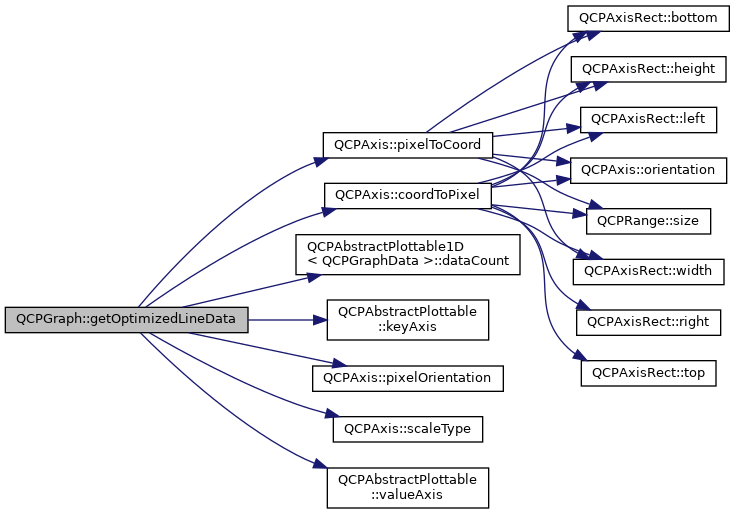 QCPGraph::getOptimizedLineData
QCPAxis::pixelToCoord
QCPAxis::coordToPixel
QCPAbstractPlottable1D
< QCPGraphData >::dataCount
QCPAbstractPlottable
::keyAxis
QCPAxis::pixelOrientation
QCPAxis::scaleType
QCPAbstractPlottable
::valueAxis
QCPAxisRect::bottom
QCPAxisRect::height
QCPAxisRect::left
QCPAxis::orientation
QCPRange::size
QCPAxisRect::width
QCPAxisRect::right
QCPAxisRect::top